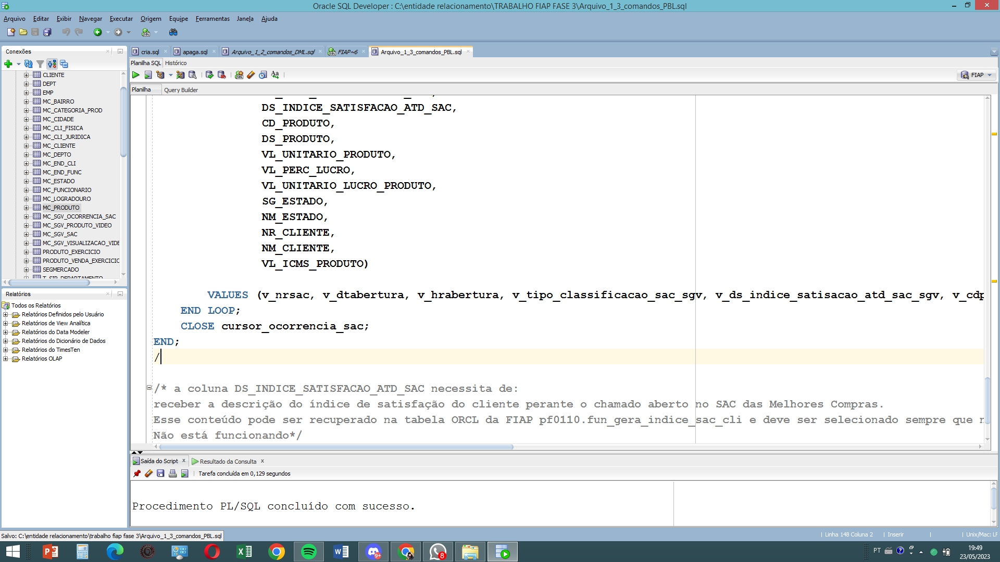 Oracle SQL Developer : C:\entidade relacionamento\TRABALHO FIAP FASE 3\Arquivo_1_3_comandos_PBL.sql
Arquivo Editar Exibir Navegar Executar Origem Equipe Ferramentas Janela Ajuda
Conexões
cria.sql apaga.sql Arquivo_1_2_comandos_DML.sql FIAP~6 Arquivo_1_3_comandos_PBL.sql
Planilha SQL Histórico
FIAP
Planilha Query Builder
CLIENTE
DEPT
EMP
MC_BAIRRO
MC_CATEGORIA_PROD
MC_CIDADE
MC_CLI_FISICA
MC_CLI_JURIDICA
MC_CLIENTE
MC_DEPTO
MC_END_CLI
MC_END_FUNC
MC_ESTADO
MC_FUNCIONARIO
MC_LOGRADOURO
MC_PRODUTO
MC_SGV_OCORRENCIA_SAC
MC_SGV_PRODUTO_VIDEO
MC_SGV_SAC
MC_SGV_VISUALIZACAO_VIDE
PRODUTO_EXERCICIO
PRODUTO_VENDA_EXERCICIO
SEGMERCADO
T_SIP_DEPARTAMENTO
Relatórios
Todos os Relatórios
Relatórios Definidos pelo Usuário
Relatórios de View Analítica
Relatórios do Data Modeler
Relatórios do Dicionário de Dados
Relatórios do TimesTen
Relatórios OLAP
DS_INDICE_SATISFACAO_ATD_SAC,
CD_PRODUTO,
DS_PRODUTO,
VL_UNITARIO_PRODUTO,
VL_PERC_LUCRO,
VL_UNITARIO_LUCRO_PRODUTO,
SG_ESTADO,
NM_ESTADO,
NR_CLIENTE,
NM_CLIENTE,
VL_ICMS_PRODUTO)
VALUES (v_nrsac, v_dtabertura, v_hrabertura, v_tipo_classificacao_sac_sgv, v_ds_indice_satisacao_atd_sac_sgv, v_cdp
END LOOP;
CLOSE cursor_ocorrencia_sac;
END;
/
/* a coluna DS_INDICE_SATISFACAO_ATD_SAC necessita de:
receber a descrição do índice de satisfação do cliente perante o chamado aberto no SAC das Melhores Compras.
Esse conteúdo pode ser recuperado na tabela ORCL da FIAP pf0110.fun_gera_indice_sac_cli e deve ser selecionado sempre que
Não está funcionando*/
Saída do Script x Resultado da Consulta x
Tarefa concluída em 0,129 segundos
Procedimento PL/SQL concluído com sucesso.
Salvo: C:\entidade relacionamento\trabalho fiap fase 3\Arquivo_1_3_comandos_PBL.sql
Linha 148 Coluna 2 Inserir Unix/Mac: LF
9+
8
PT
19:49
23/05/2023